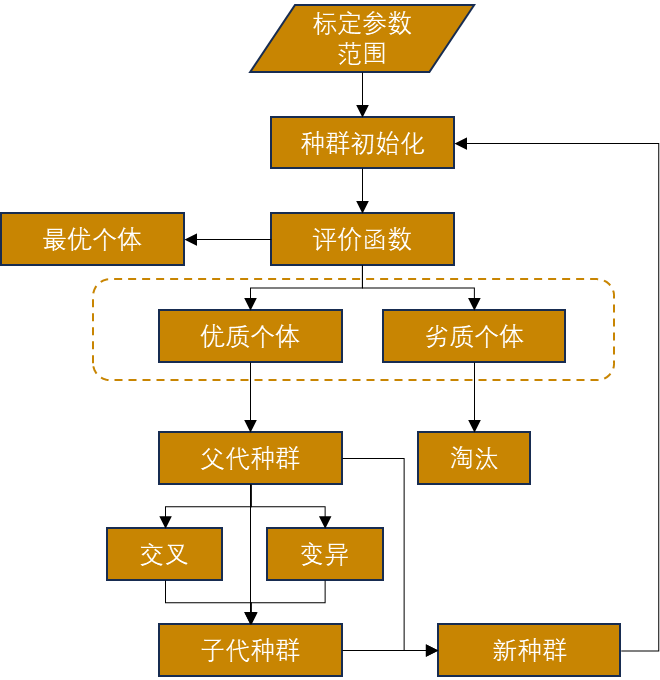 标定参数
范围
种群初始化
最优个体
评价函数
优质个体
劣质个体
父代种群
淘汰
交叉
变异
子代种群
新种群